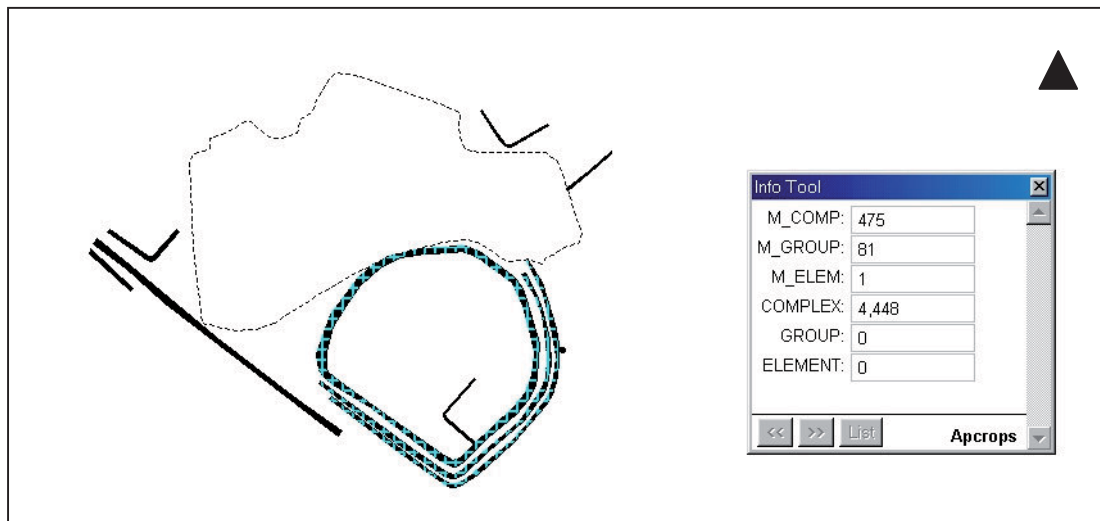 Info Tool
M_COMP: 475
M_GROUP: 81
M_ELEM: 1
COMPLEX: 4,448
GROUP: 0
ELEMENT: 0
<< >> List Apcrops